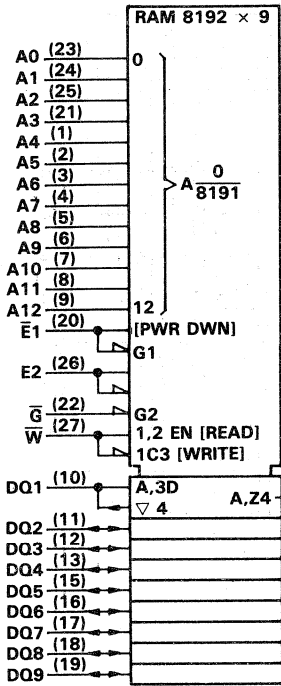 RAM 8192 × 9
A0 (23) 0
A1 (24)
A2 (25)
A3 (21)
A4 (1)
A5 (2)
A6 (3) A 0/8191
A7 (4)
A8 (5)
A9 (6)
A10 (7)
A11 (8)
A12 (9) 12
E̅1 (20) [PWR DWN]
G1
E2 (26)
G̅ (22) G2
W̅ (27) 1,2 EN [READ]
1C3 [WRITE]
DQ1 (10) A,3D A,Z4
▽ 4
DQ2 (11)
DQ3 (12)
DQ4 (13)
DQ5 (15)
DQ6 (16)
DQ7 (17)
DQ8 (18)
DQ9 (19)